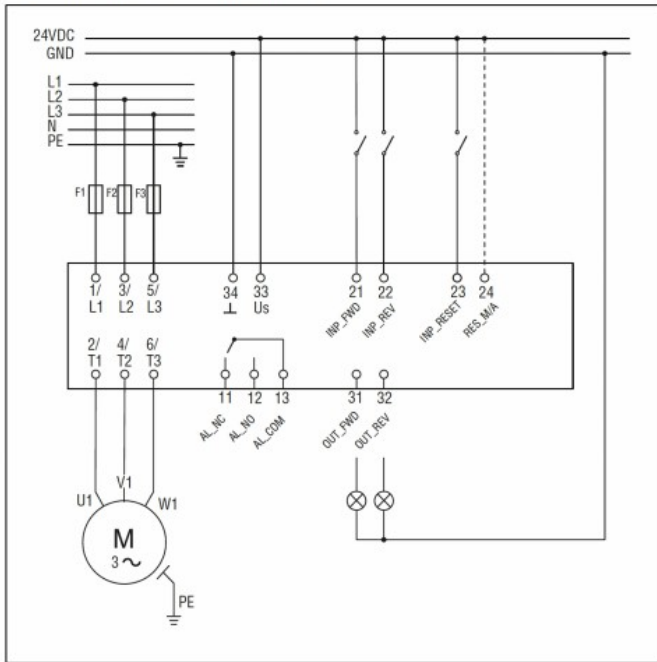 24VDC
GND
L1
L2
L3
N
PE
F1 F2 F3
1/ 3/ 5/ 34 33 21 22 23 24
L1 L2 L3 ⊥ Us
INP_FWD INP_REV INP_RESET RES_M/A
2/ 4/ 6/
T1 T2 T3
11 12 13 31 32
AL_NC AL_NO AL_COM OUT_FWD OUT_REV
U1 V1 W1
M
3~
PE